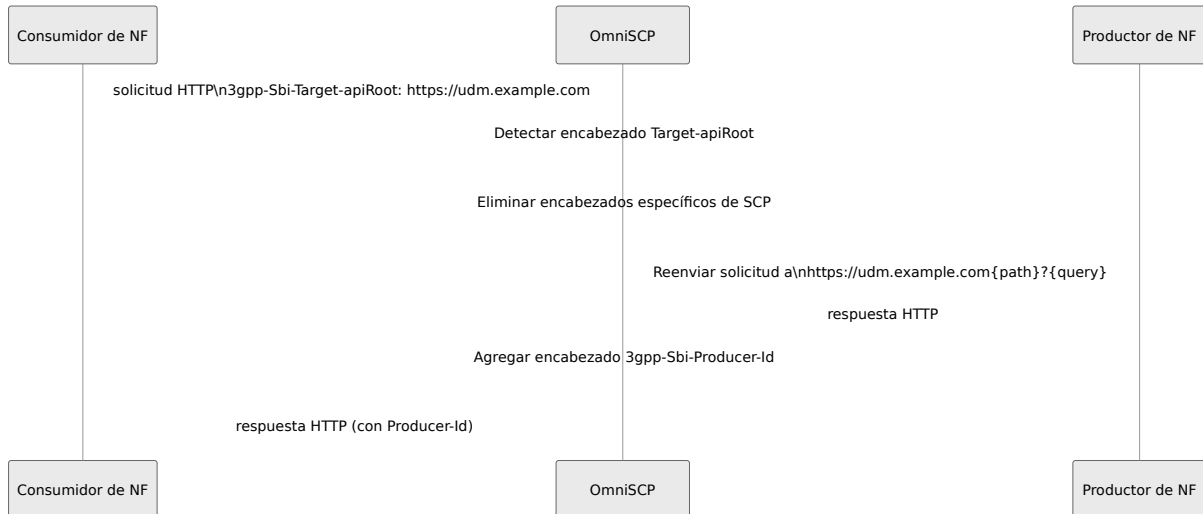 Consumidor de NF
OmniSCP
Productor de NF
solicitud HTTP\n3gpp-Sbi-Target-apiRoot: https://udm.example.com
Detectar encabezado Target-apiRoot
Eliminar encabezados específicos de SCP
Reenviar solicitud a\nhttps://udm.example.com{path}?{query}
respuesta HTTP
Agregar encabezado 3gpp-Sbi-Producer-Id
respuesta HTTP (con Producer-Id)
Consumidor de NF
OmniSCP
Productor de NF